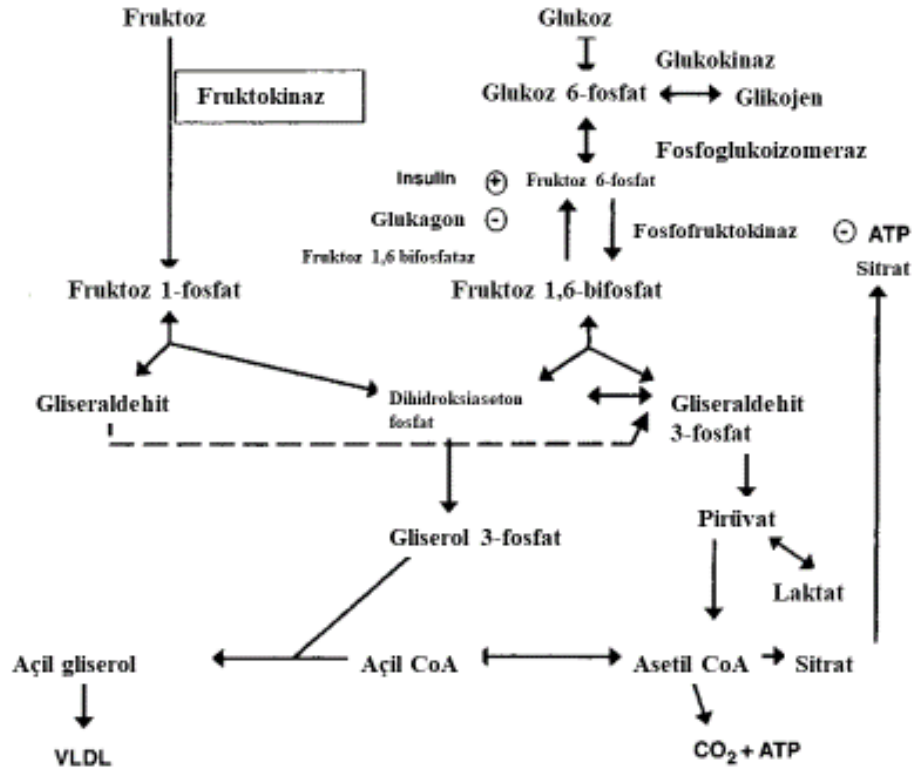 Fruktoz
Glukoz
Glukokinaz
Fruktokinaz
Glukoz 6-fosfat
Glikojen
Fosfoglukoizomeraz
Insulin + Fruktoz 6-fosfat
Glukagon -
Fosfofruktokinaz - ATP
Fruktoz 1,6 bifosfataz
Sitrat
Fruktoz 1-fosfat
Fruktoz 1,6-bifosfat
Gliseraldehit
Dihidroksiaseton
fosfat
Gliseraldehit
3-fosfat
Pirüvat
Gliserol 3-fosfat
Laktat
Açil gliserol
Açil CoA
Asetil CoA
Sitrat
VLDL
CO₂ + ATP